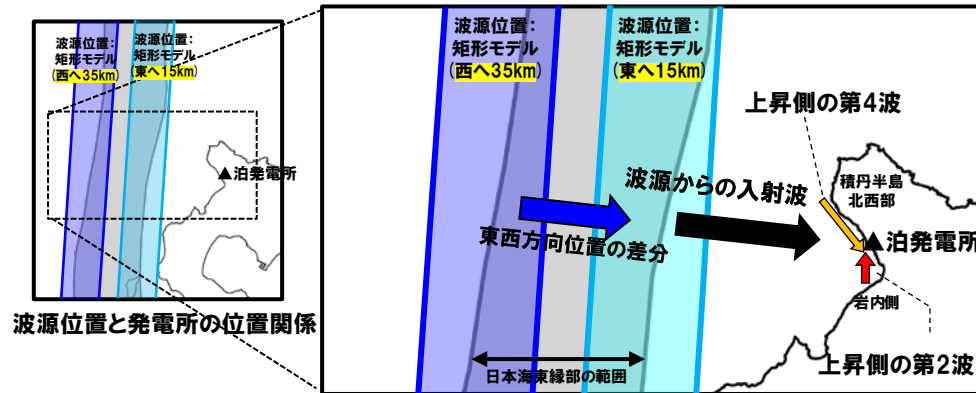 波源位置：
矩形モデル
（西へ35km）
波源位置：
矩形モデル
（東へ15km）
▲泊発電所
波源位置と発電所の位置関係
波源位置：
矩形モデル
（西へ35km）
波源位置：
矩形モデル
（東へ15km）
上昇側の第4波
積丹半島
北西部
波源からの入射波
▲泊発電所
東西方向位置の差分
岩内側
日本海東縁部の範囲
上昇側の第2波